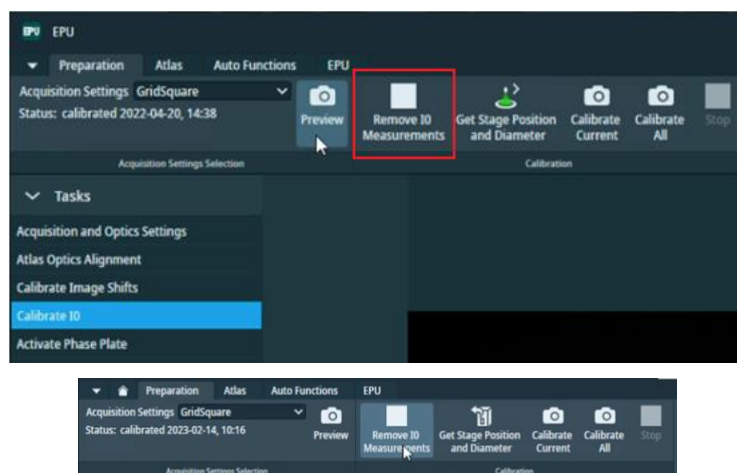 EPU EPU
Preparation Atlas Auto Functions EPU
Acquisition Settings GridSquare
Status: calibrated 2022-04-20, 14:38
Preview
Remove I0
Measurements
Get Stage Position
and Diameter
Calibrate
Current
Calibrate
All
Stop
Acquisition Settings Selection
Calibration
Tasks
Acquisition and Optics Settings
Atlas Optics Alignment
Calibrate Image Shifts
Calibrate I0
Activate Phase Plate
Preparation Atlas Auto Functions EPU
Acquisition Settings GridSquare
Status: calibrated 2023-02-14, 10:16
Preview
Remove I0
Measurements
Get Stage Position
and Diameter
Calibrate
Current
Calibrate
All
Stop
Acquisition Settings Selection
Calibration